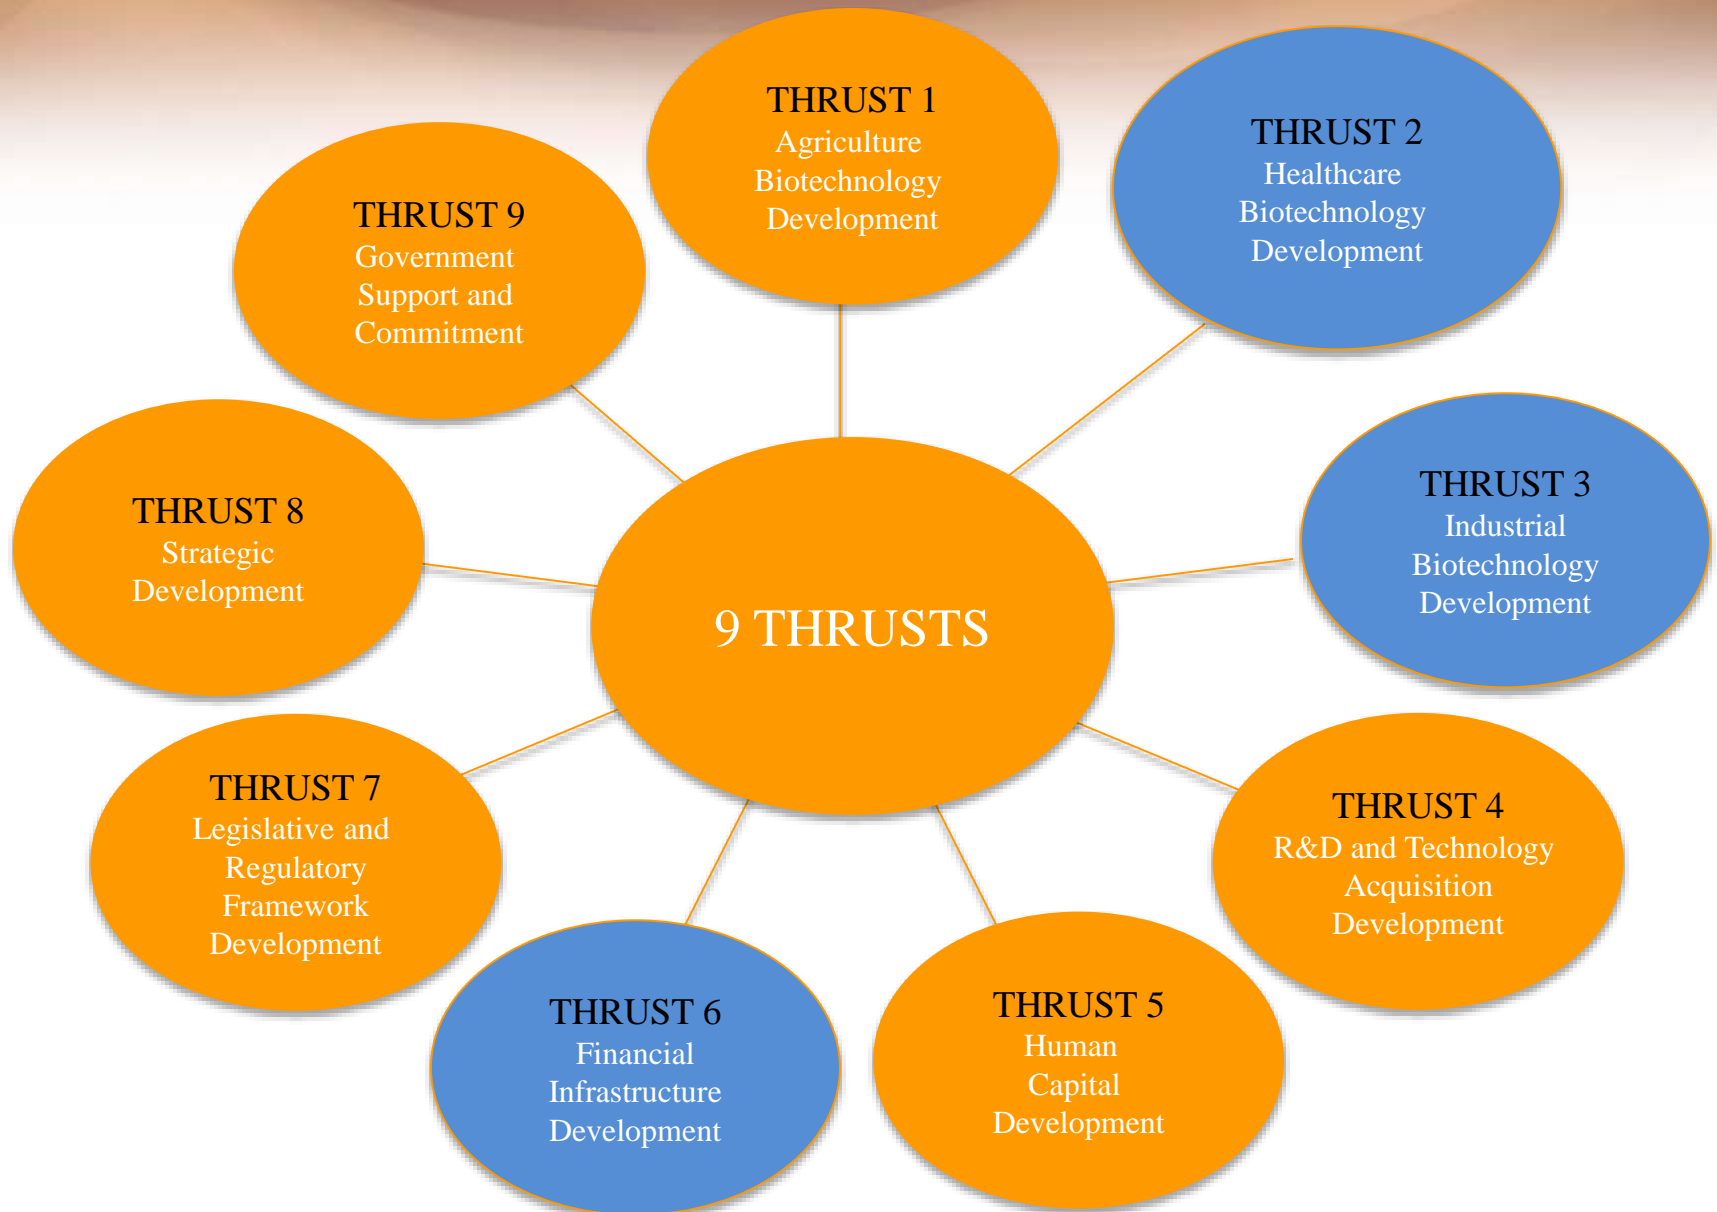 THRUST 1
Agriculture
Biotechnology
Development
THRUST 2
Healthcare
Biotechnology
Development
THRUST 3
Industrial
Biotechnology
Development
THRUST 4
R&D and Technology
Acquisition
Development
THRUST 5
Human
Capital
Development
THRUST 6
Financial
Infrastructure
Development
THRUST 7
Legislative and
Regulatory
Framework
Development
THRUST 8
Strategic
Development
THRUST 9
Government
Support and
Commitment
9 THRUSTS